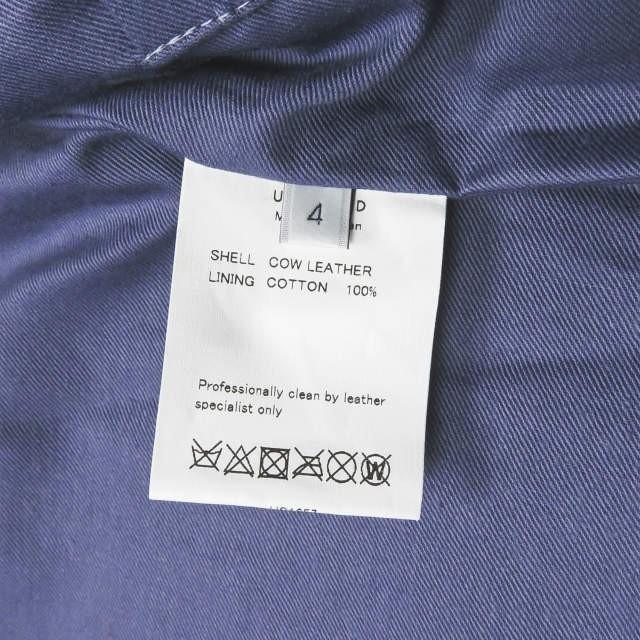 4
SHELL COW LEATHER
LINING COTTON 100%
Professionally clean by leather
specialist only
W